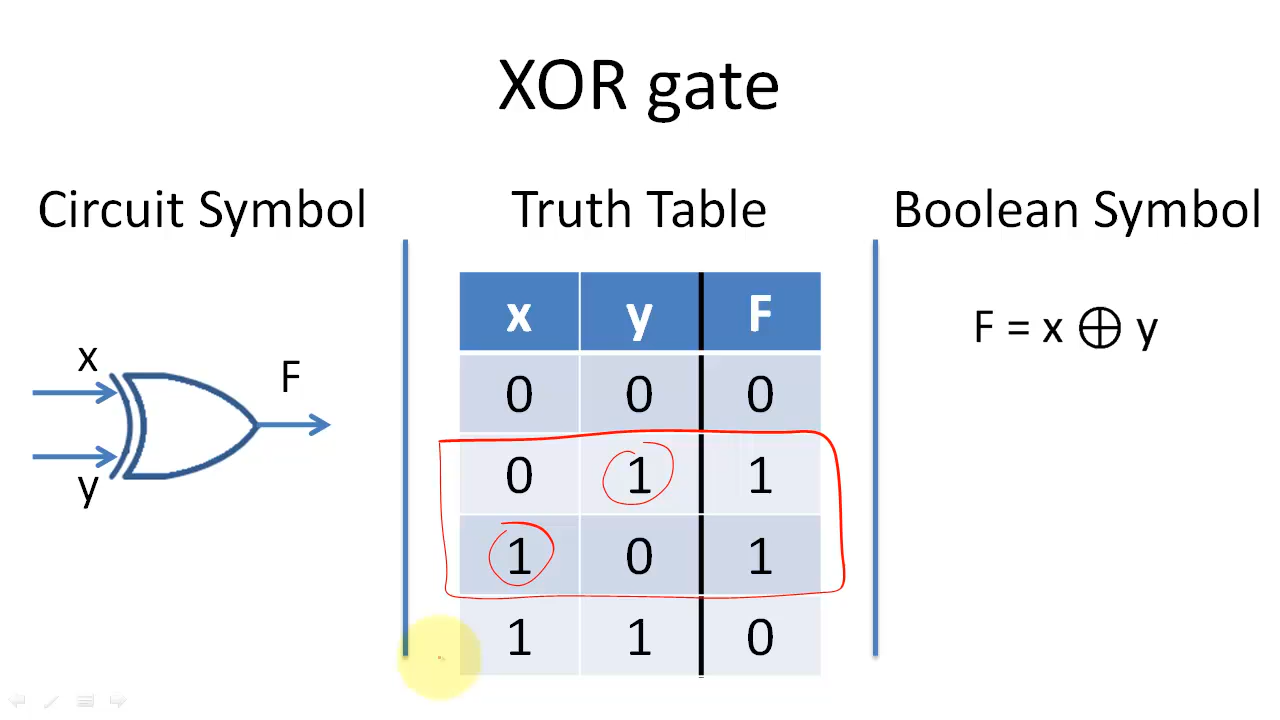 XOR gate
Circuit Symbol
x
F
y
Truth Table
x y F
0 0 0
0 1 1
1 0 1
1 1 0
Boolean Symbol
F = x ⊕ y